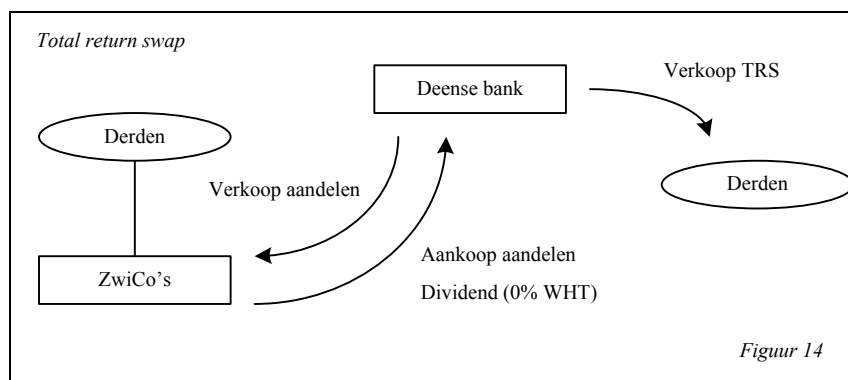 Total return swap
Verkoop TRS
Deense bank
Derden
Verkoop aandelen
Derden
Aankoop aandelen
ZwiCo's
Dividend (0% WHT)
Figuur 14